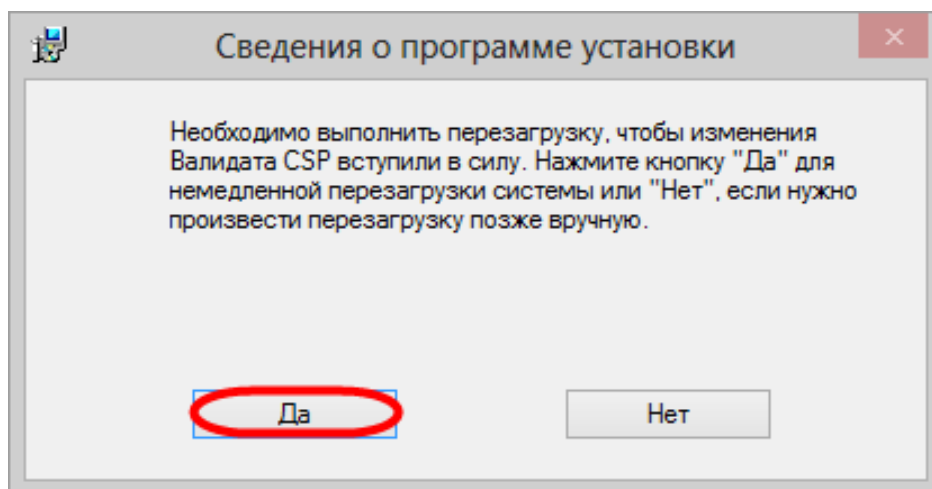 Сведения о программе установки
Необходимо выполнить перезагрузку, чтобы изменения
Валидата CSP вступили в силу. Нажмите кнопку "Да" для
немедленной перезагрузки системы или "Нет", если нужно
произвести перезагрузку позже вручную.
Да
Нет